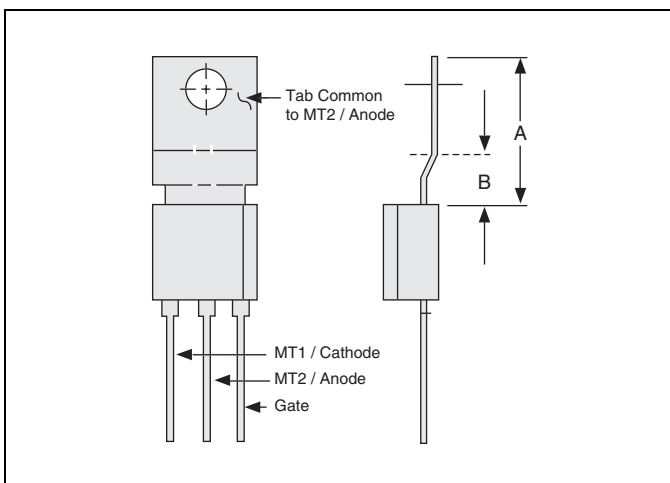 Tab Common
to MT2 / Anode
A
B
MT1 / Cathode
MT2 / Anode
Gate